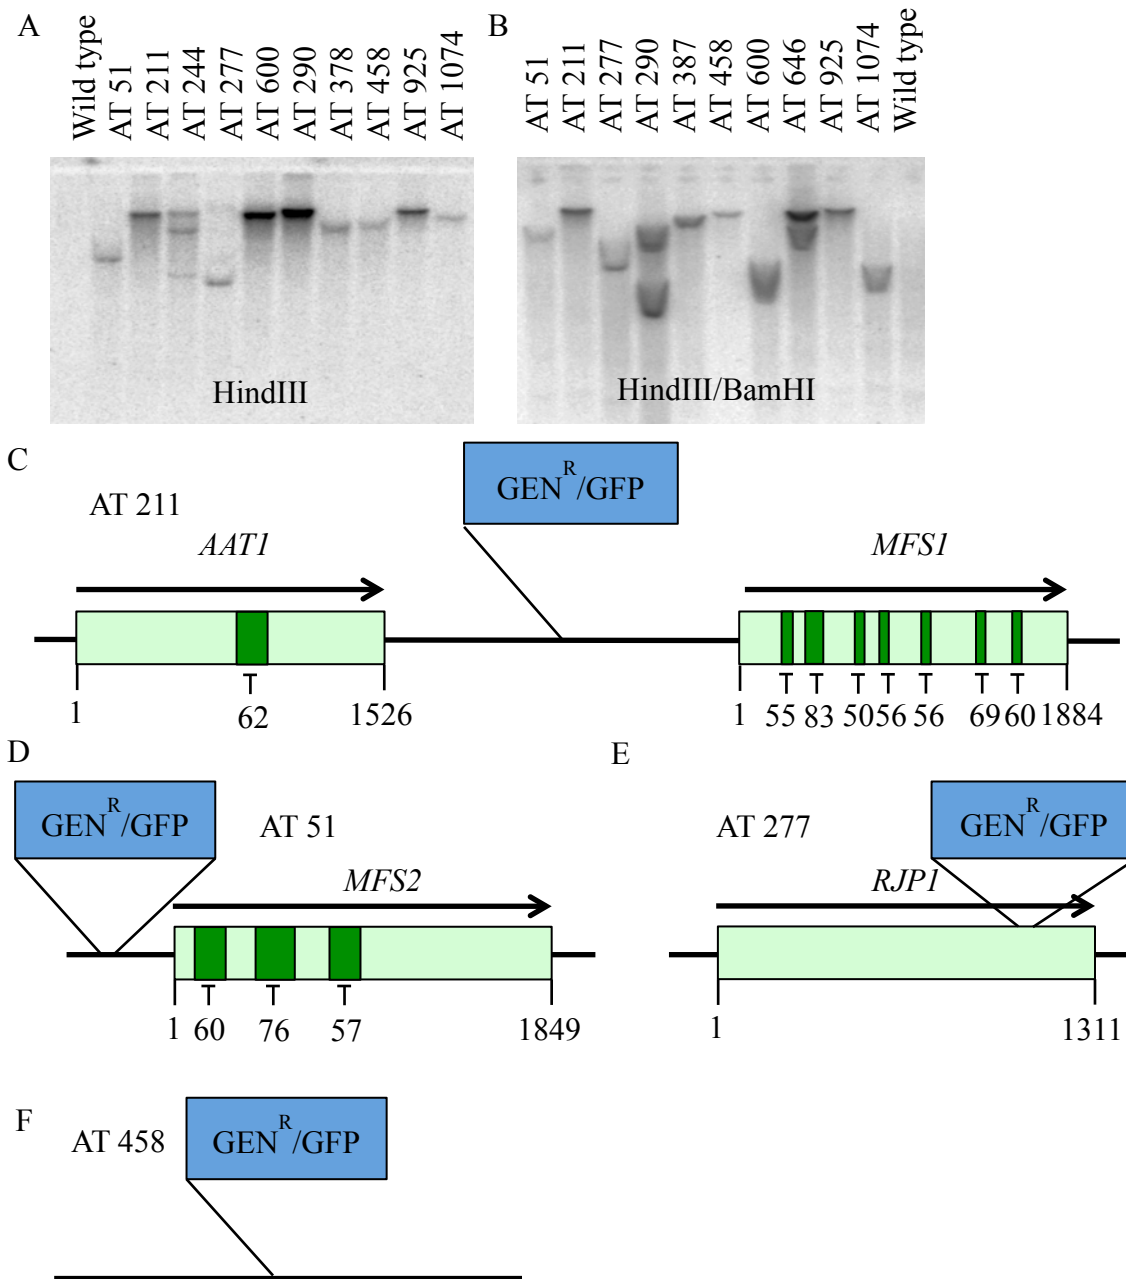 A
Wild type
AT 51
AT 211
AT 244
AT 277
AT 600
AT 290
AT 378
AT 458
AT 925
AT 1074
HindIII
B
AT 51
AT 211
AT 277
AT 290
AT 387
AT 458
AT 600
AT 646
AT 925
AT 1074
Wild type
HindIII/BamHI
C
AT 211
GEN^R/GFP
AAT1
MFS1
1
62
1526
1
55
83
50
56
56
69
60
1884
D
GEN^R/GFP
AT 51
MFS2
1
60
76
57
1849
E
AT 277
GEN^R/GFP
RJP1
1
1311
F
AT 458
GEN^R/GFP